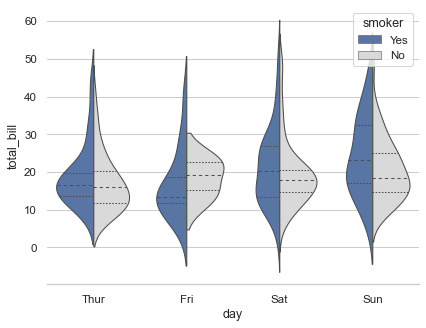 smoker
Yes
No
60
50
40
30
20
10
0
total_bill
Thur
Fri
Sat
Sun
day